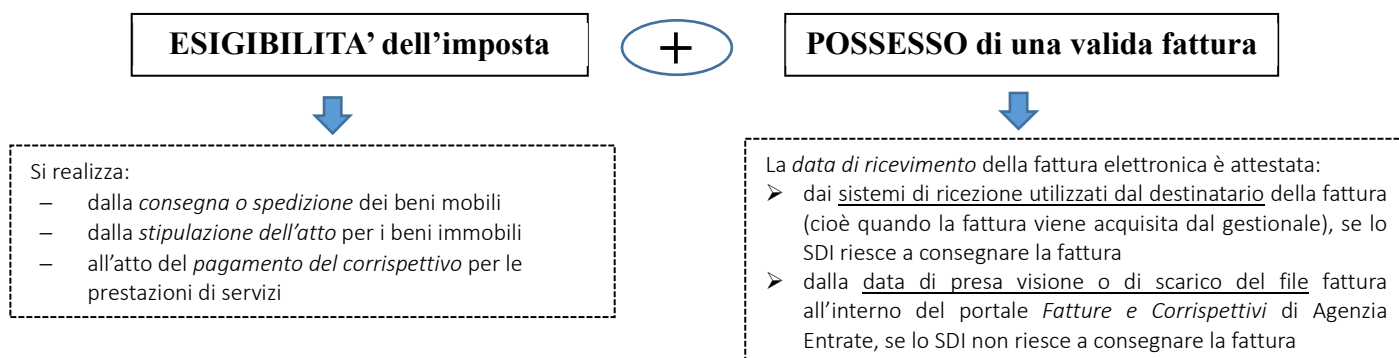 ESIGIBILITA’ dell’imposta
+
POSSESSO di una valida fattura
Si realizza:
– dalla consegna o spedizione dei beni mobili
– dalla stipulazione dell’atto per i beni immobili
– all’atto del pagamento del corrispettivo per le
prestazioni di servizi
La data di ricevimento della fattura elettronica è attestata:
➢ dai sistemi di ricezione utilizzati dal destinatario della fattura
(cioè quando la fattura viene acquisita dal gestionale), se lo
SDI riesce a consegnare la fattura
➢ dalla data di presa visione o di scarico del file fattura
all’interno del portale Fatture e Corrispettivi di Agenzia
Entrate, se lo SDI non riesce a consegnare la fattura